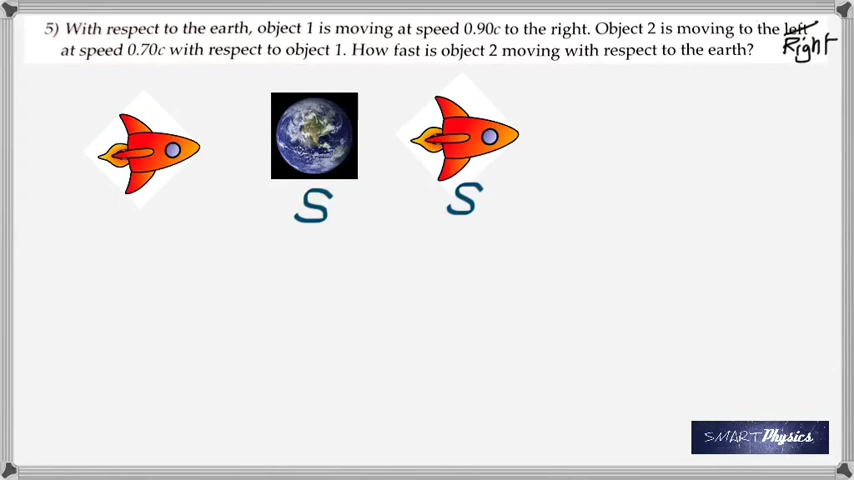 5) With respect to the earth, object 1 is moving at speed 0.90c to the right. Object 2 is moving to the left
Right
at speed 0.70c with respect to object 1. How fast is object 2 moving with respect to the earth?
S
S
SMARTPhysics